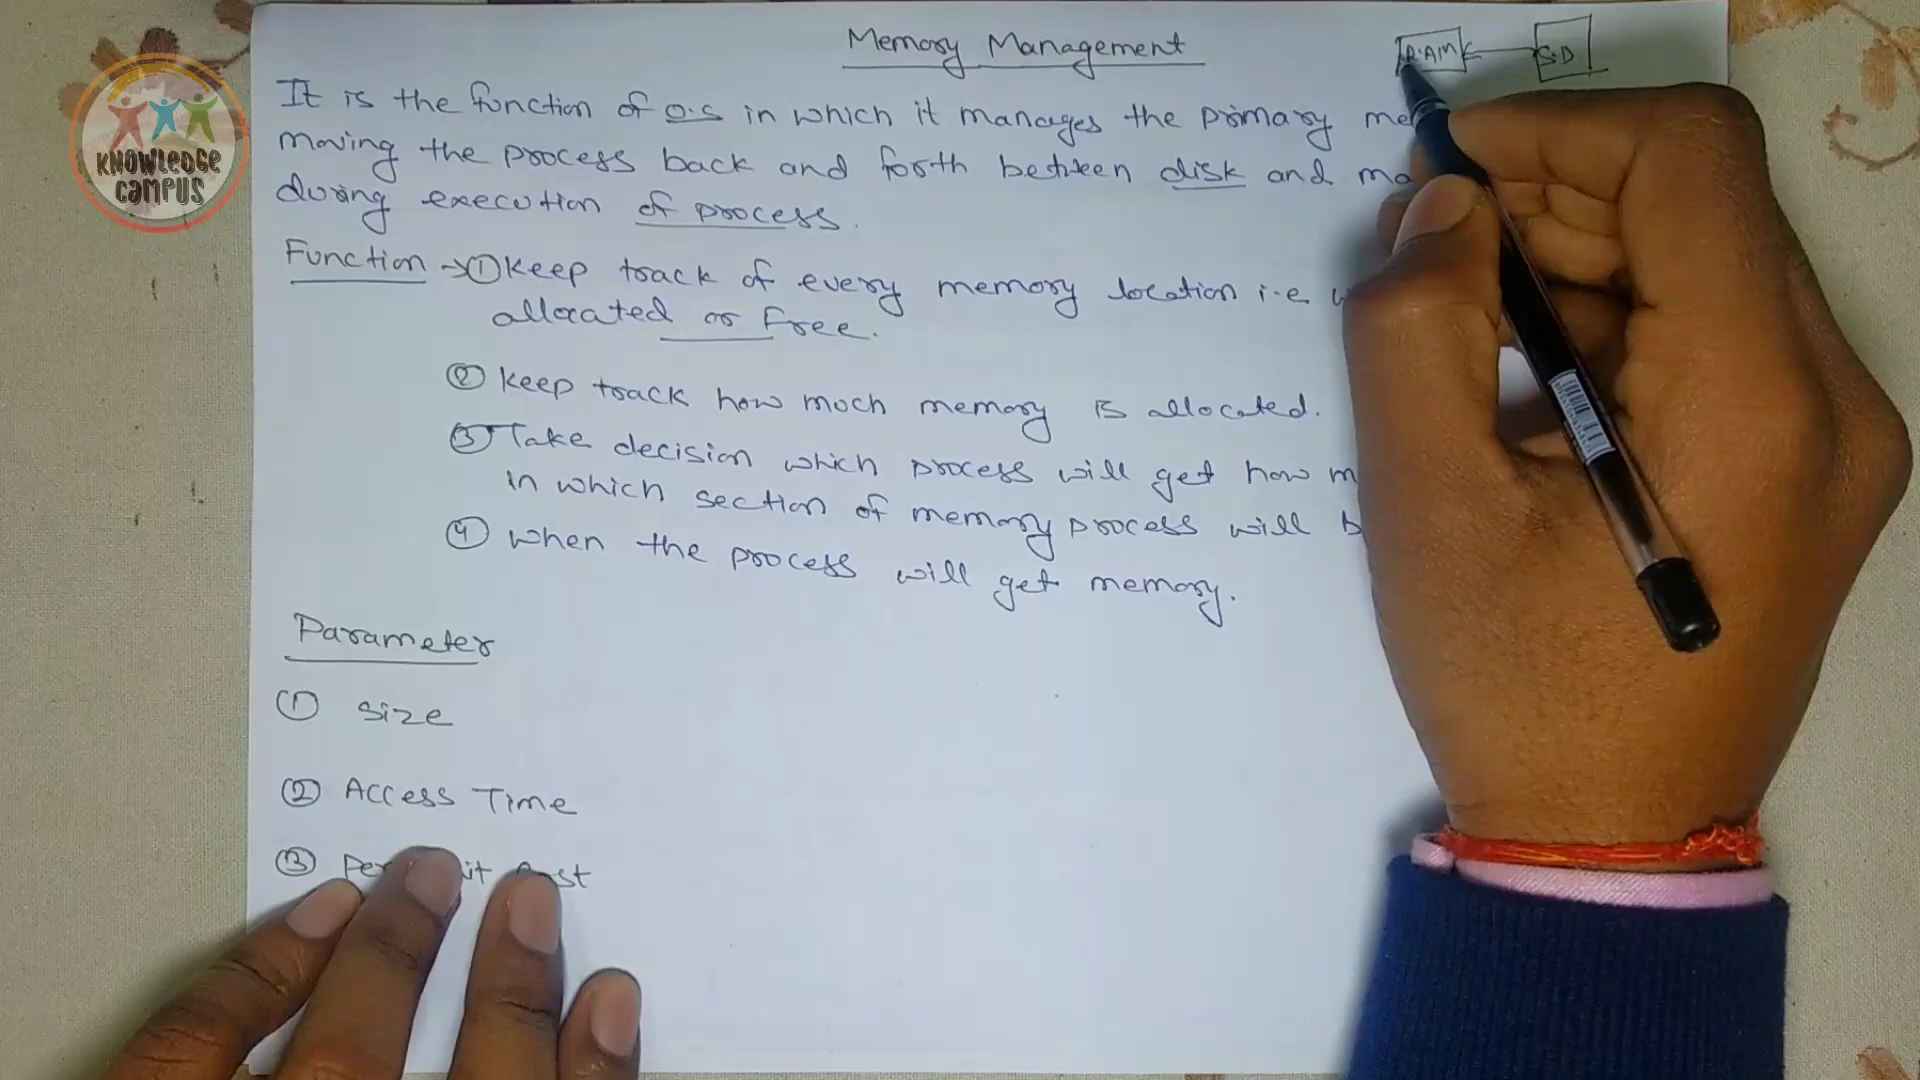 KNOWLEDGE
CAMPUS
Memory Management
R.AM
S.D
It is the function of O.S in which it manages the primary
moving the process back and forth between disk and
during execution of process.
Function → ① Keep track of every memory location i.e
allocated or Free.
② Keep track how much memory is allocated.
③ Take decision which process will get how
in which section of memory process will
④ when the process will get memory.
Parameter
① Size
② Access Time
③